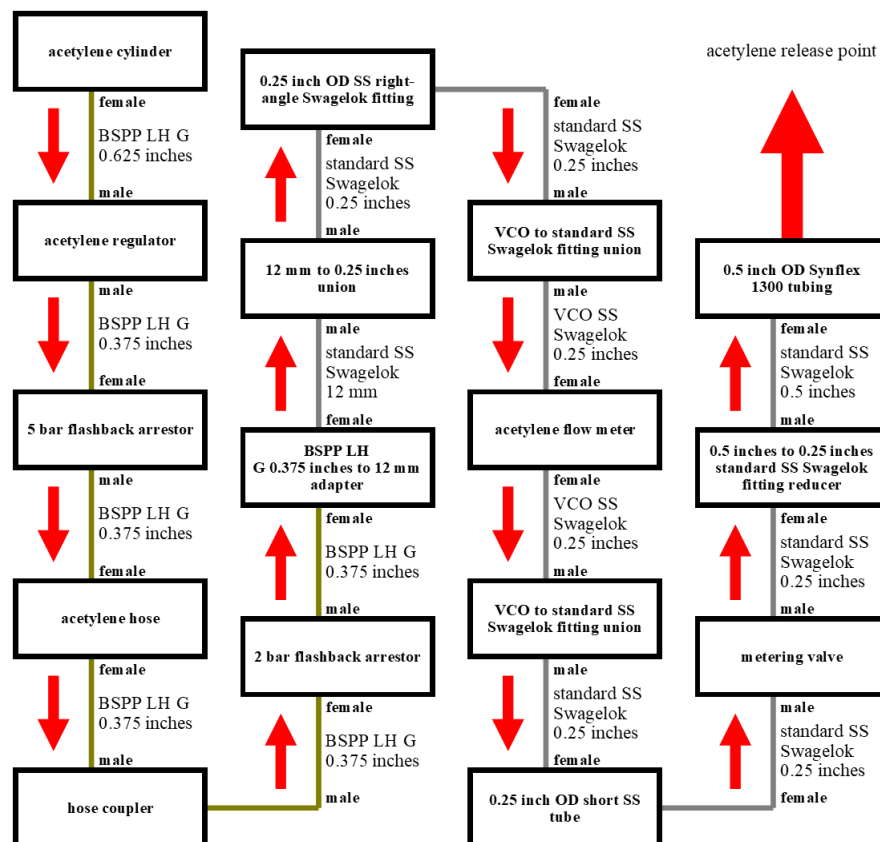 acetylene cylinder
female
BSPP LH G
0.625 inches
male
acetylene regulator
male
BSPP LH G
0.375 inches
female
5 bar flashback arrestor
male
BSPP LH G
0.375 inches
female
acetylene hose
female
BSPP LH G
0.375 inches
male
hose coupler
male
BSPP LH G
0.375 inches
female
2 bar flashback arrestor
male
BSPP LH G
0.375 inches
female
BSPP LH
G 0.375 inches to 12 mm
adapter
female
standard SS
Swagelok
12 mm
male
12 mm to 0.25 inches
union
male
standard SS
Swagelok
0.25 inches
female
0.25 inch OD SS right-
angle Swagelok fitting
female
standard SS
Swagelok
0.25 inches
male
VCO to standard SS
Swagelok fitting union
male
VCO SS
Swagelok
0.25 inches
female
acetylene flow meter
female
VCO SS
Swagelok
0.25 inches
male
VCO to standard SS
Swagelok fitting union
male
standard SS
Swagelok
0.25 inches
female
0.25 inch OD short SS
tube
female
standard SS
Swagelok
0.25 inches
male
metering valve
male
standard SS
Swagelok
0.25 inches
female
0.5 inches to 0.25 inches
standard SS Swagelok
fitting reducer
male
standard SS
Swagelok
0.5 inches
female
0.5 inch OD Synflex
1300 tubing
acetylene release point